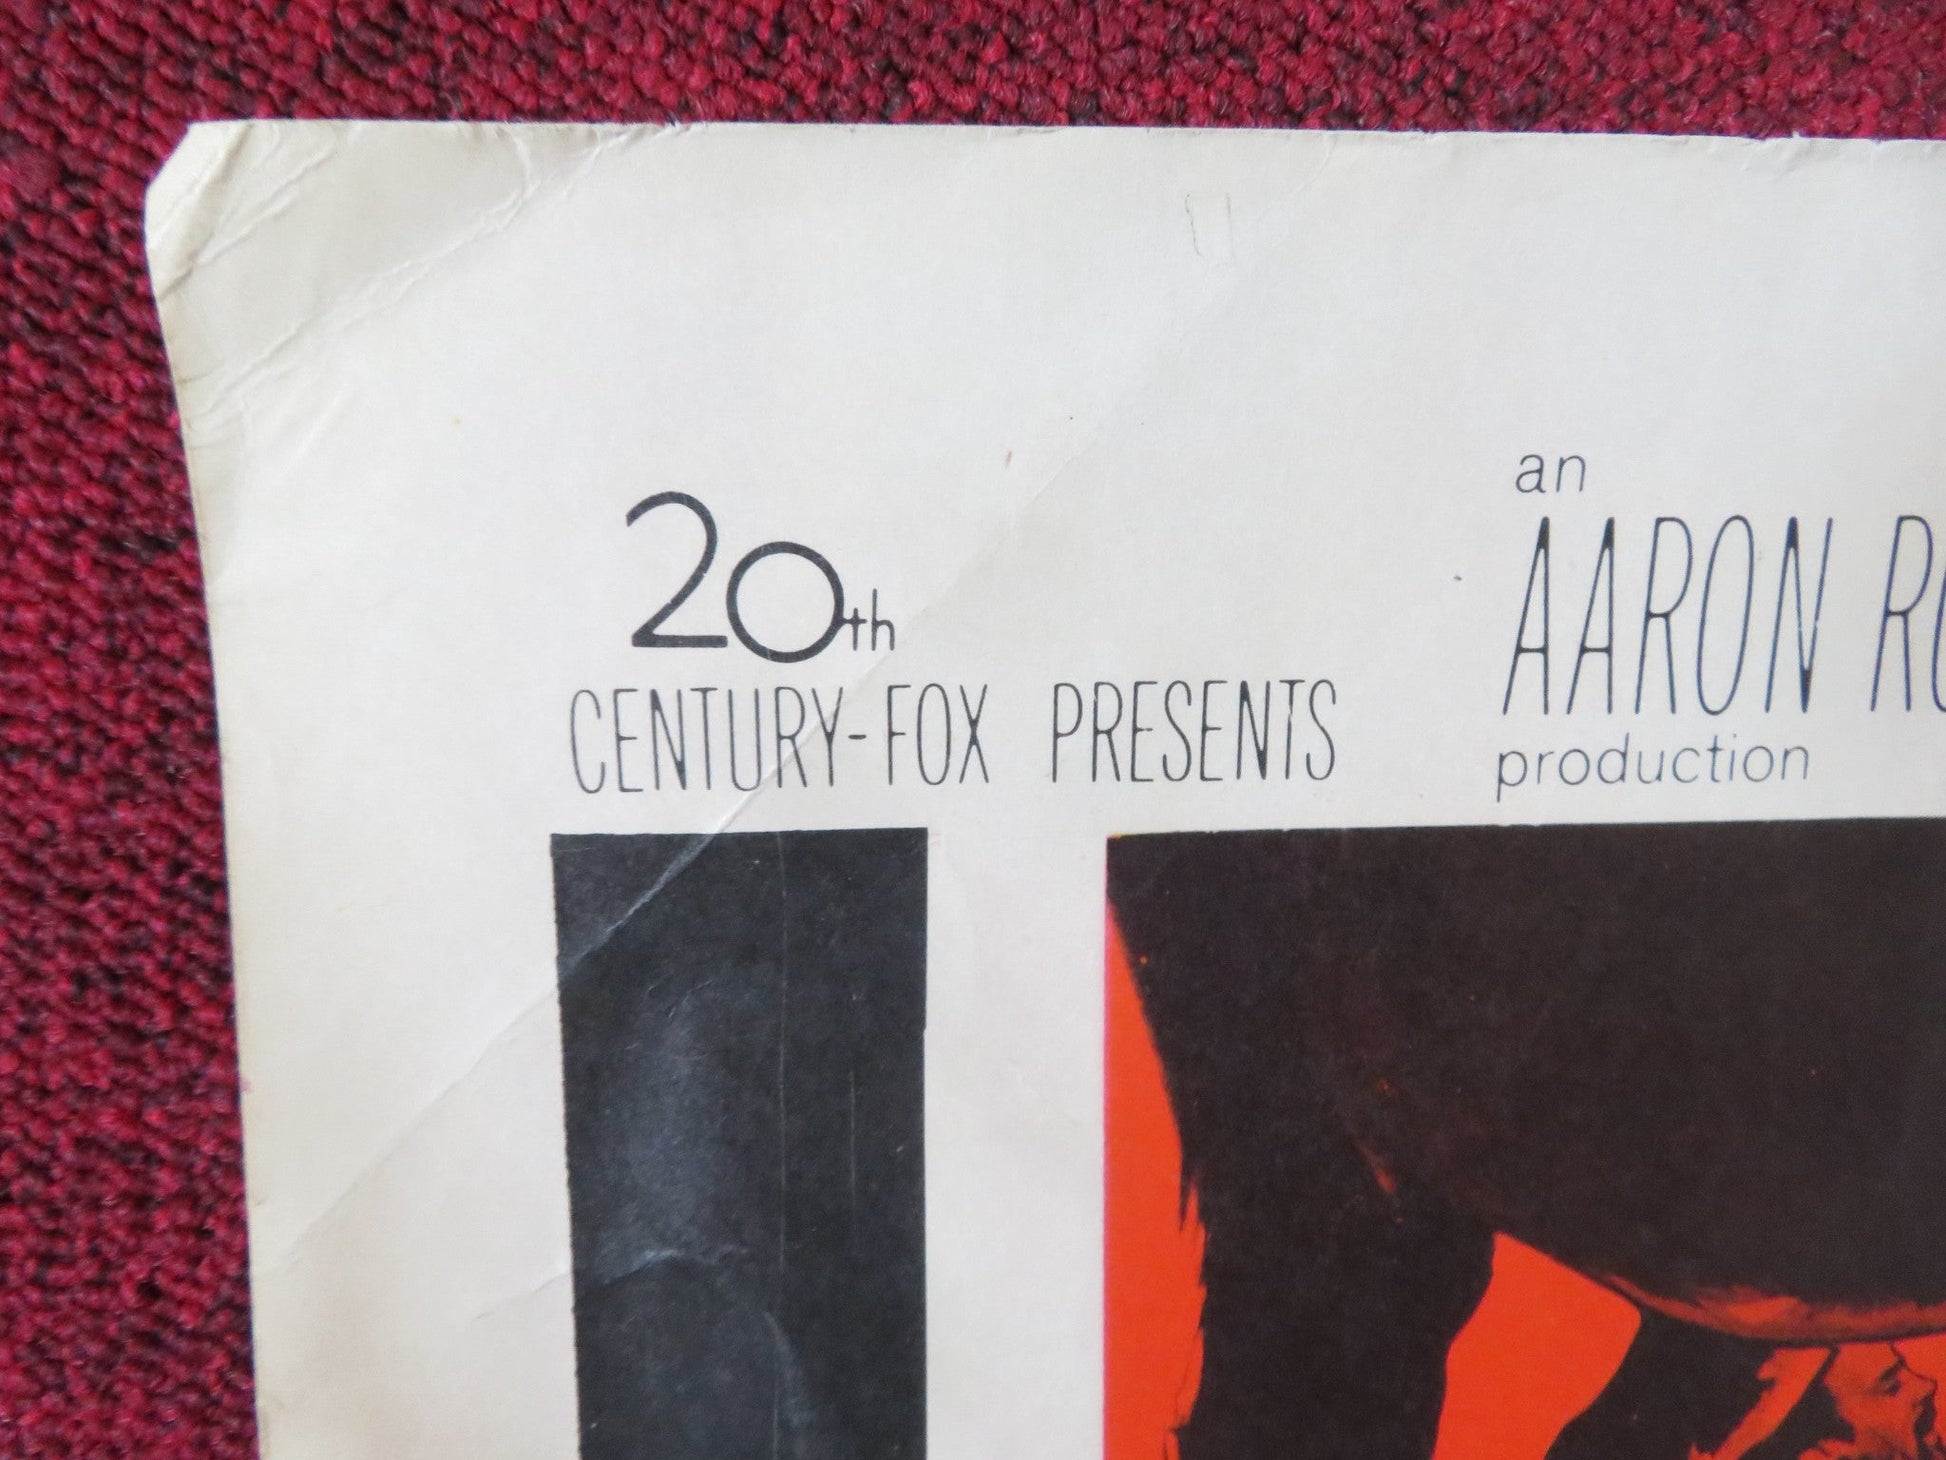 20th
CENTURY-FOX PRESENTS
an
AARON
production